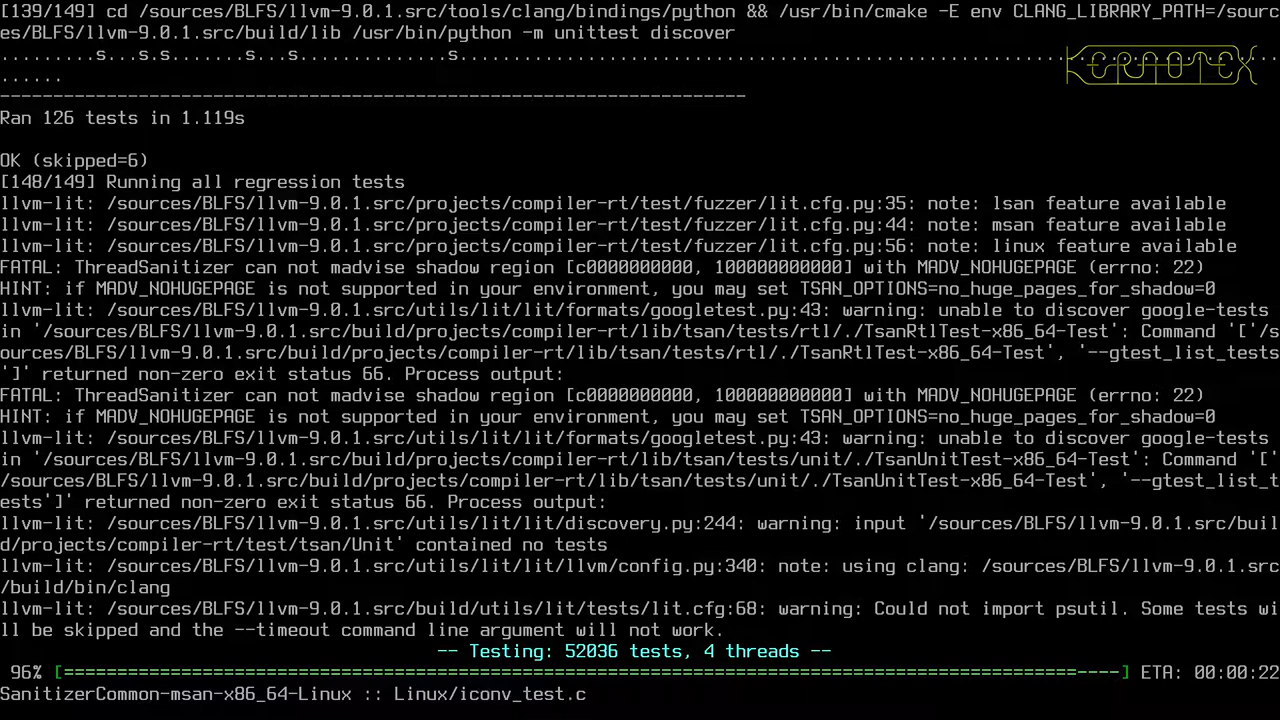 [139/149] cd /sources/BLFS/llvm-9.0.1.src/tools/clang/bindings/python && /usr/bin/cmake -E env CLANG_LIBRARY_PATH=/sourc
es/BLFS/llvm-9.0.1.src/build/lib /usr/bin/python -m unittest discover
.........s...s.s.......s...s..............s..........................................................................
......
----------------------------------------------------------------------
Ran 126 tests in 1.119s
OK (skipped=6)
[148/149] Running all regression tests
llvm-lit: /sources/BLFS/llvm-9.0.1.src/projects/compiler-rt/test/fuzzer/lit.cfg.py:35: note: lsan feature available
llvm-lit: /sources/BLFS/llvm-9.0.1.src/projects/compiler-rt/test/fuzzer/lit.cfg.py:44: note: msan feature available
llvm-lit: /sources/BLFS/llvm-9.0.1.src/projects/compiler-rt/test/fuzzer/lit.cfg.py:56: note: linux feature available
FATAL: ThreadSanitizer can not madvise shadow region [c0000000000, 100000000000] with MADV_NOHUGEPAGE (errno: 22)
HINT: if MADV_NOHUGEPAGE is not supported in your environment, you may set TSAN_OPTIONS=no_huge_pages_for_shadow=0
llvm-lit: /sources/BLFS/llvm-9.0.1.src/utils/lit/lit/formats/googletest.py:43: warning: unable to discover google-tests
in '/sources/BLFS/llvm-9.0.1.src/build/projects/compiler-rt/lib/tsan/tests/rtl/./TsanRtlTest-x86_64-Test': Command '['/s
ources/BLFS/llvm-9.0.1.src/build/projects/compiler-rt/lib/tsan/tests/rtl/./TsanRtlTest-x86_64-Test', '--gtest_list_tests
']' returned non-zero exit status 66. Process output:
FATAL: ThreadSanitizer can not madvise shadow region [c0000000000, 100000000000] with MADV_NOHUGEPAGE (errno: 22)
HINT: if MADV_NOHUGEPAGE is not supported in your environment, you may set TSAN_OPTIONS=no_huge_pages_for_shadow=0
llvm-lit: /sources/BLFS/llvm-9.0.1.src/utils/lit/lit/formats/googletest.py:43: warning: unable to discover google-tests
in '/sources/BLFS/llvm-9.0.1.src/build/projects/compiler-rt/lib/tsan/tests/unit/./TsanUnitTest-x86_64-Test': Command '['
/sources/BLFS/llvm-9.0.1.src/build/projects/compiler-rt/lib/tsan/tests/unit/./TsanUnitTest-x86_64-Test', '--gtest_list_t
ests']' returned non-zero exit status 66. Process output:
llvm-lit: /sources/BLFS/llvm-9.0.1.src/utils/lit/lit/discovery.py:244: warning: input '/sources/BLFS/llvm-9.0.1.src/buil
d/projects/compiler-rt/test/tsan/Unit' contained no tests
llvm-lit: /sources/BLFS/llvm-9.0.1.src/utils/lit/lit/llvm/config.py:340: note: using clang: /sources/BLFS/llvm-9.0.1.src
/build/bin/clang
llvm-lit: /sources/BLFS/llvm-9.0.1.src/build/utils/lit/tests/lit.cfg:68: warning: Could not import psutil. Some tests wi
ll be skipped and the --timeout command line argument will not work.
-- Testing: 52036 tests, 4 threads --
96% [===============================================================================================----] ETA: 00:00:22
SanitizerCommon-msan-x86_64-Linux :: Linux/iconv_test.c